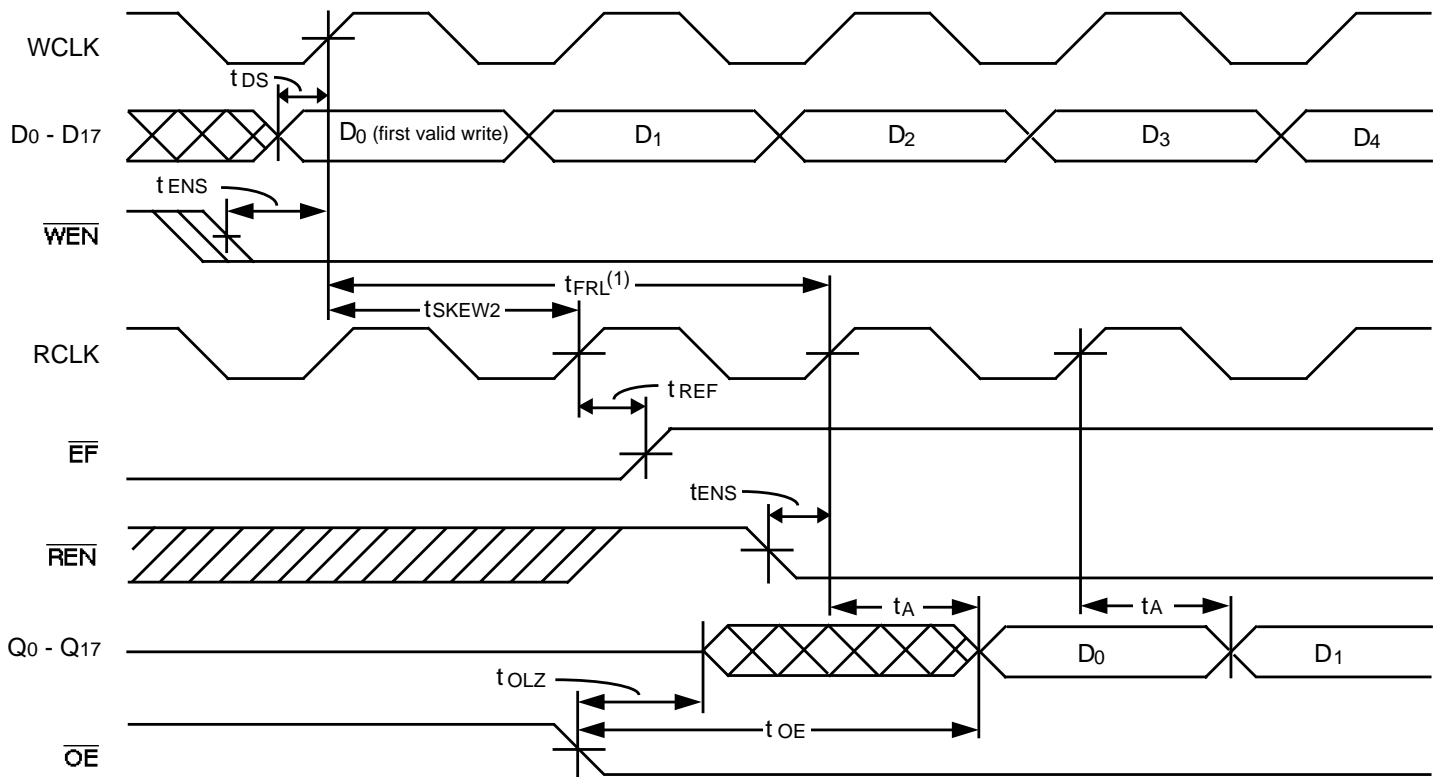 WCLK
tDS
D0 - D17
D0 (first valid write)
D1
D2
D3
D4
tENS
WEN
tFRL(1)
tSKEW2
RCLK
tREF
EF
tENS
REN
tA
tA
Q0 - Q17
D0
D1
tOLZ
tOE
OE